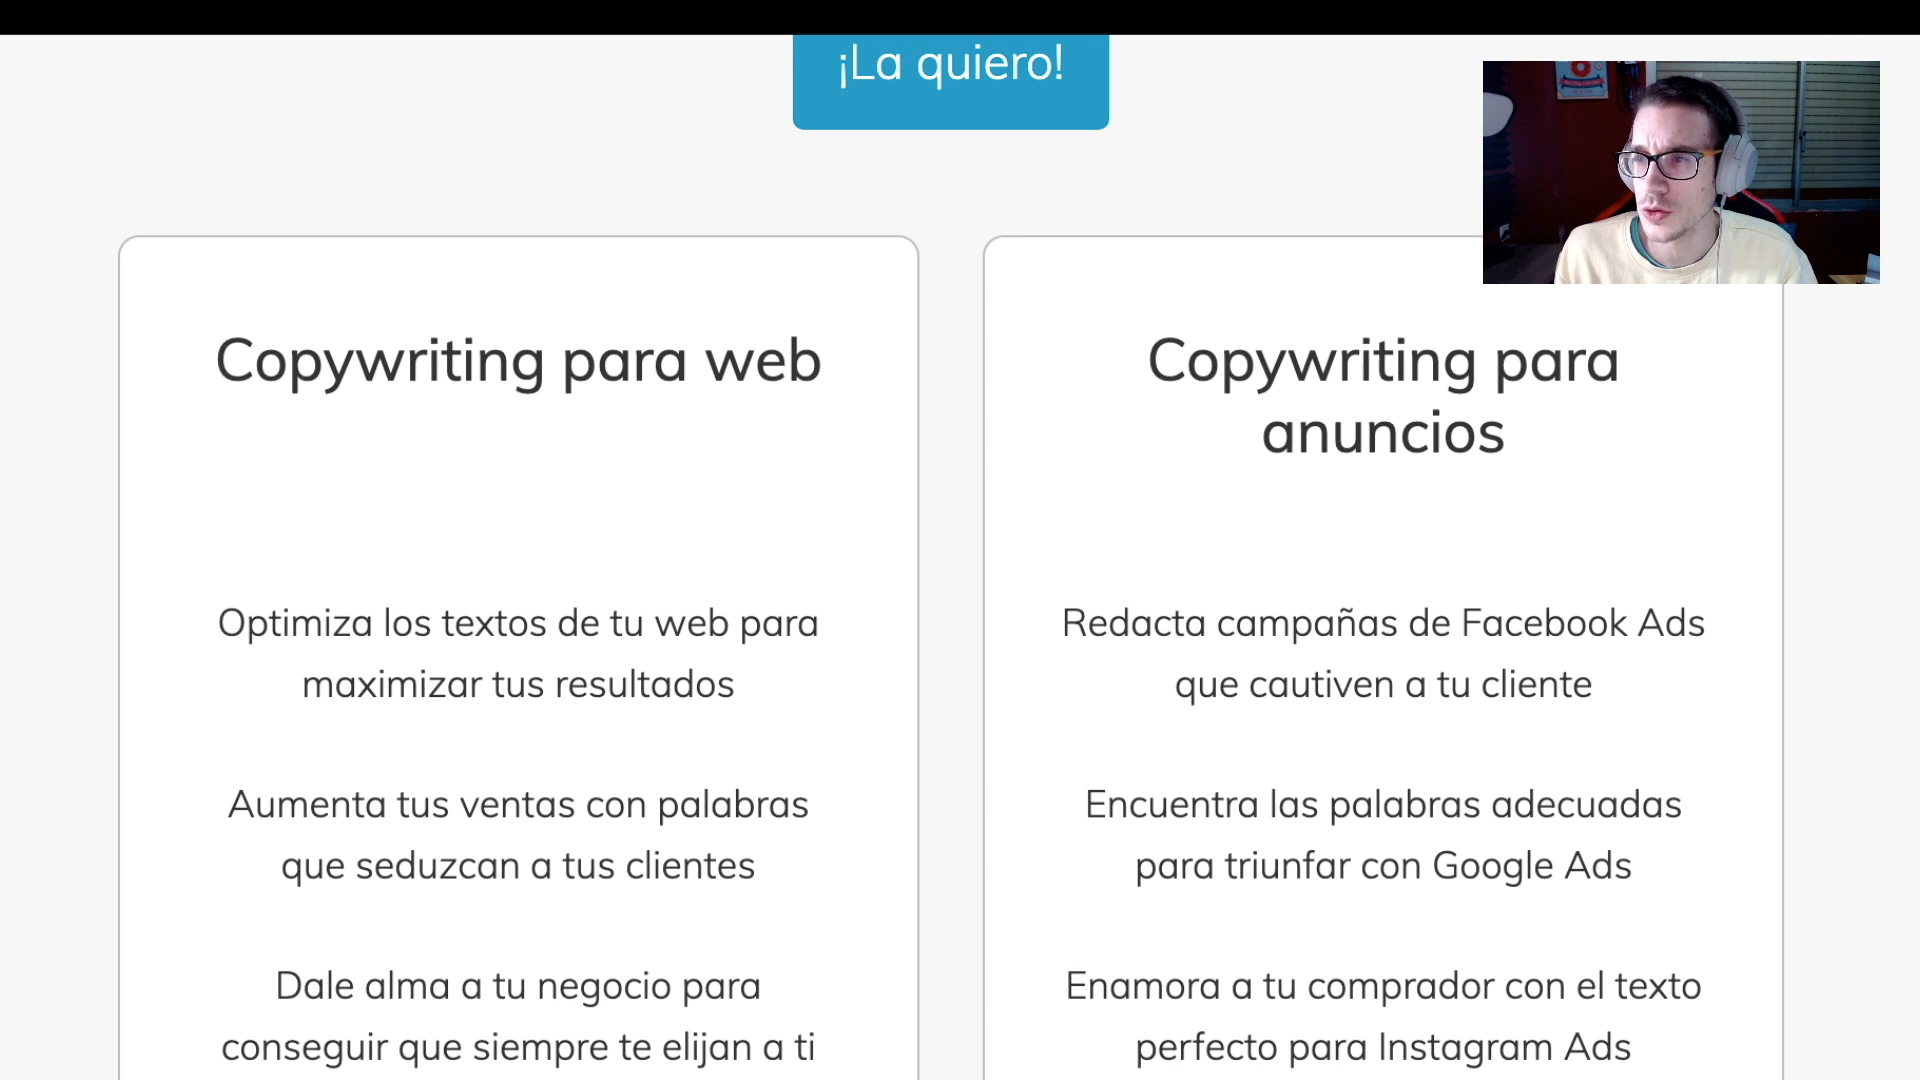 ¡La quiero!
Copywriting para web
Optimiza los textos de tu web para
maximizar tus resultados
Aumenta tus ventas con palabras
que seduzcan a tus clientes
Dale alma a tu negocio para
conseguir que siempre te elijan a ti
Copywriting para
anuncios
Redacta campañas de Facebook Ads
que cautiven a tu cliente
Encuentra las palabras adecuadas
para triunfar con Google Ads
Enamora a tu comprador con el texto
perfecto para Instagram Ads